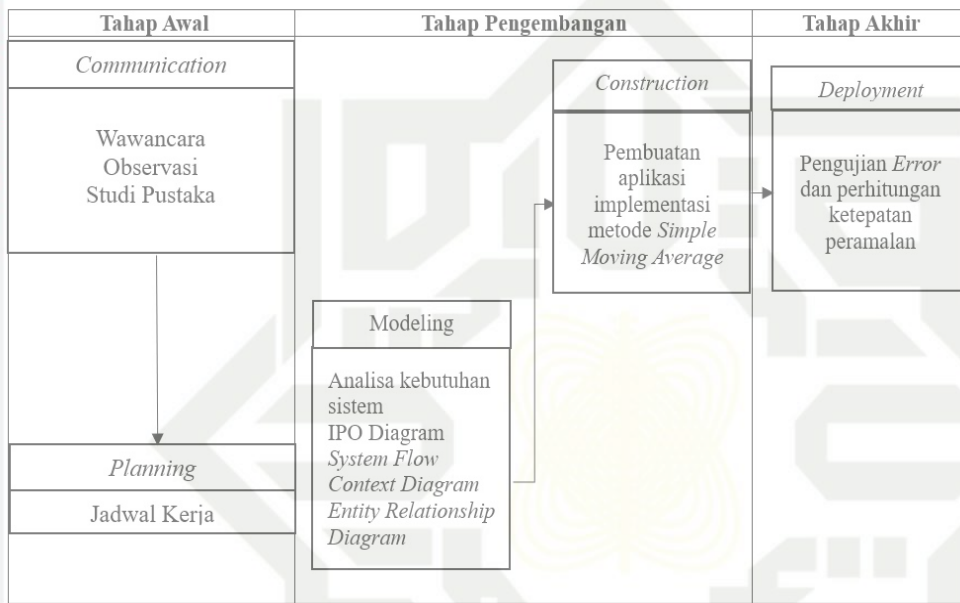 Tahap Awal
Tahap Pengembangan
Tahap Akhir
Communication
Wawancara
Observasi
Studi Pustaka
Planning
Jadwal Kerja
Modeling
Analisa kebutuhan
sistem
IPO Diagram
System Flow
Context Diagram
Entity Relationship
Diagram
Construction
Pembuatan
aplikasi
implementasi
metode Simple
Moving Average
Deployment
Pengujian Error
dan perhitungan
ketepatan
peramalan